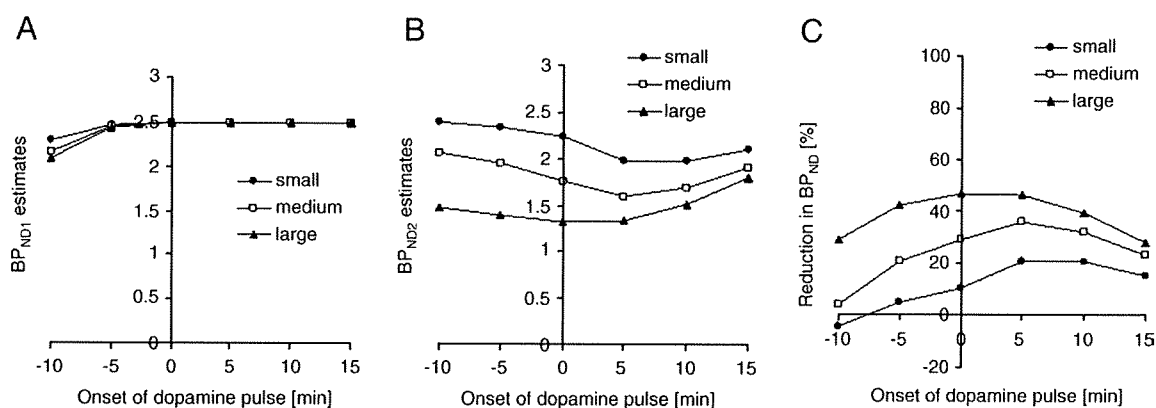 A
3
2.5
2
1.5
1
0.5
0
-10 -5 0 5 10 15
BP_ND1 estimates
Onset of dopamine pulse [min]
small
medium
large
B
small
medium
large
3
2.5
2
1.5
1
0.5
0
-10 -5 0 5 10 15
BP_ND2 estimates
Onset of dopamine pulse [min]
C
small
medium
large
100
80
60
40
20
0
-20
-10 -5 0 5 10 15
Reduction in BP_ND [%]
Onset of dopamine pulse [min]